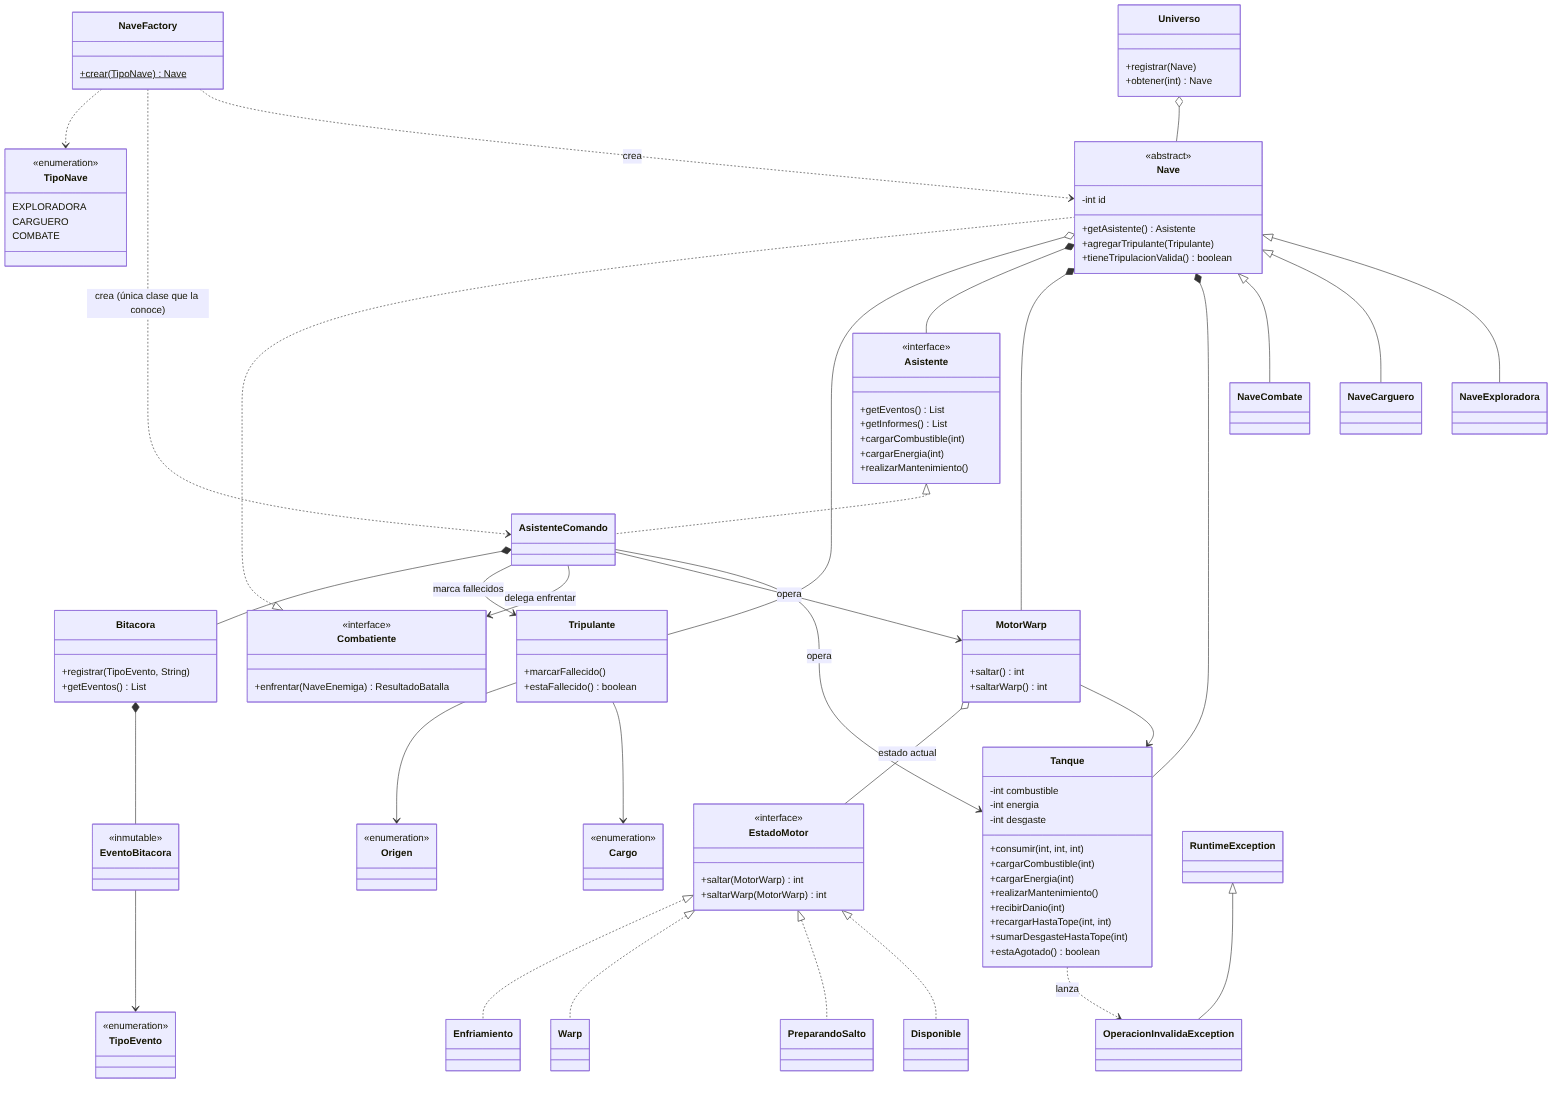 NaveFactory
+crear(TipoNave) : Nave
Universo
+registrar(Nave)
+obtener(int) : Nave
crea
«enumeration»
TipoNave
EXPLORADORA
CARGUERO
COMBATE
«abstract»
Nave
-int id
+getAsistente() : Asistente
+agregarTripulante(Tripulante)
+tieneTripulacionValida() : boolean
crea (única clase que la
conoce)
«interface»
Asistente
+getEventos() : List
+getInformes() : List
+cargarCombustible(int)
+cargarEnergia(int)
+realizarMantenimiento()
NaveCombate
NaveCarguero
NaveExploradora
AsistenteComando
marca fallecidos
delega enfrentar
opera
opera
Bitacora
+registrar(TipoEvento, String)
+getEventos() : List
«interface»
Combatiente
+enfrentar(NaveEnemiga) : ResultadoBatalla
Tripulante
+marcarFallecido()
+estaFallecido() : boolean
MotorWarp
+saltar() : int
+saltarWarp() : int
estado actual
Tanque
-int combustible
-int energia
-int desgaste
+consumir(int, int, int)
+cargarCombustible(int)
+cargarEnergia(int)
+realizarMantenimiento()
+recibirDanio(int)
+recargarHastaTope(int, int)
+sumarDesgasteHastaTope(int)
+estaAgotado() : boolean
«inmutable»
EventoBitacora
«enumeration»
Origen
«enumeration»
Cargo
«interface»
EstadoMotor
+saltar(MotorWarp) : int
+saltarWarp(MotorWarp) : int
RuntimeException
lanza
«enumeration»
TipoEvento
Enfriamiento
Warp
PreparandoSalto
Disponible
OperacionInvalidaException